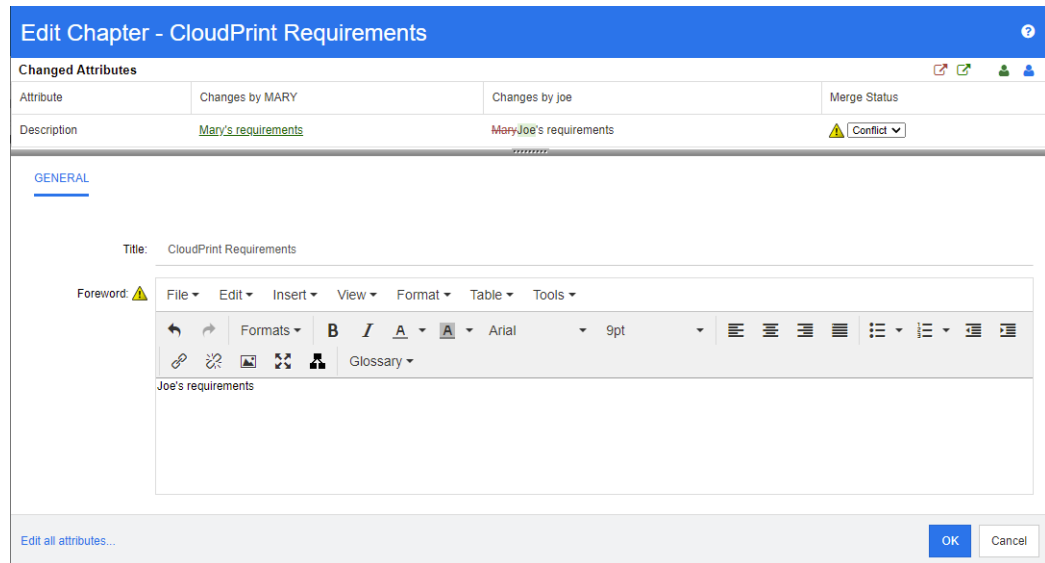 Edit Chapter - CloudPrint Requirements
?
Changed Attributes
Attribute Changes by MARY Changes by joe Merge Status
Description Mary's requirements MaryJoe's requirements Conflict
GENERAL
Title: CloudPrint Requirements
Foreword: File Edit Insert View Format Table Tools
Formats B I A A Arial 9pt
Glossary
Joe's requirements
Edit all attributes... OK Cancel